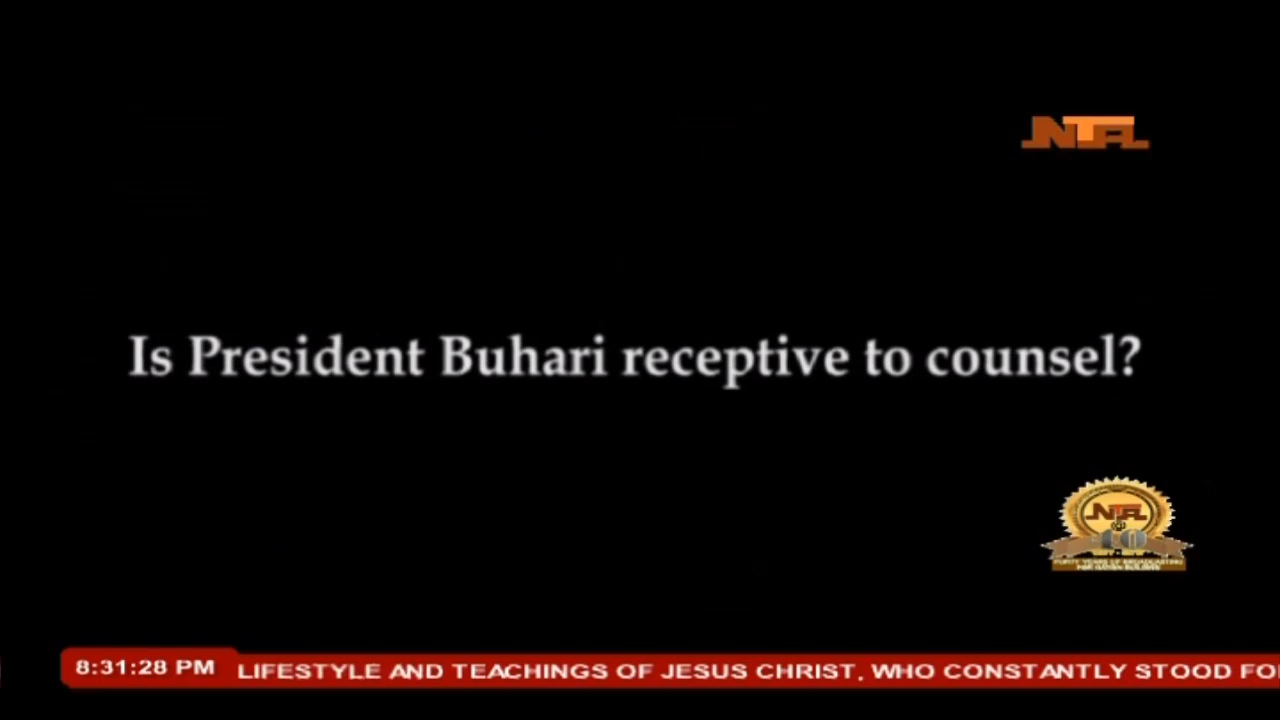 NTA
Is President Buhari receptive to counsel?
NTA
8:31:28 PM
LIFESTYLE AND TEACHINGS OF JESUS CHRIST, WHO CONSTANTLY STOOD FO